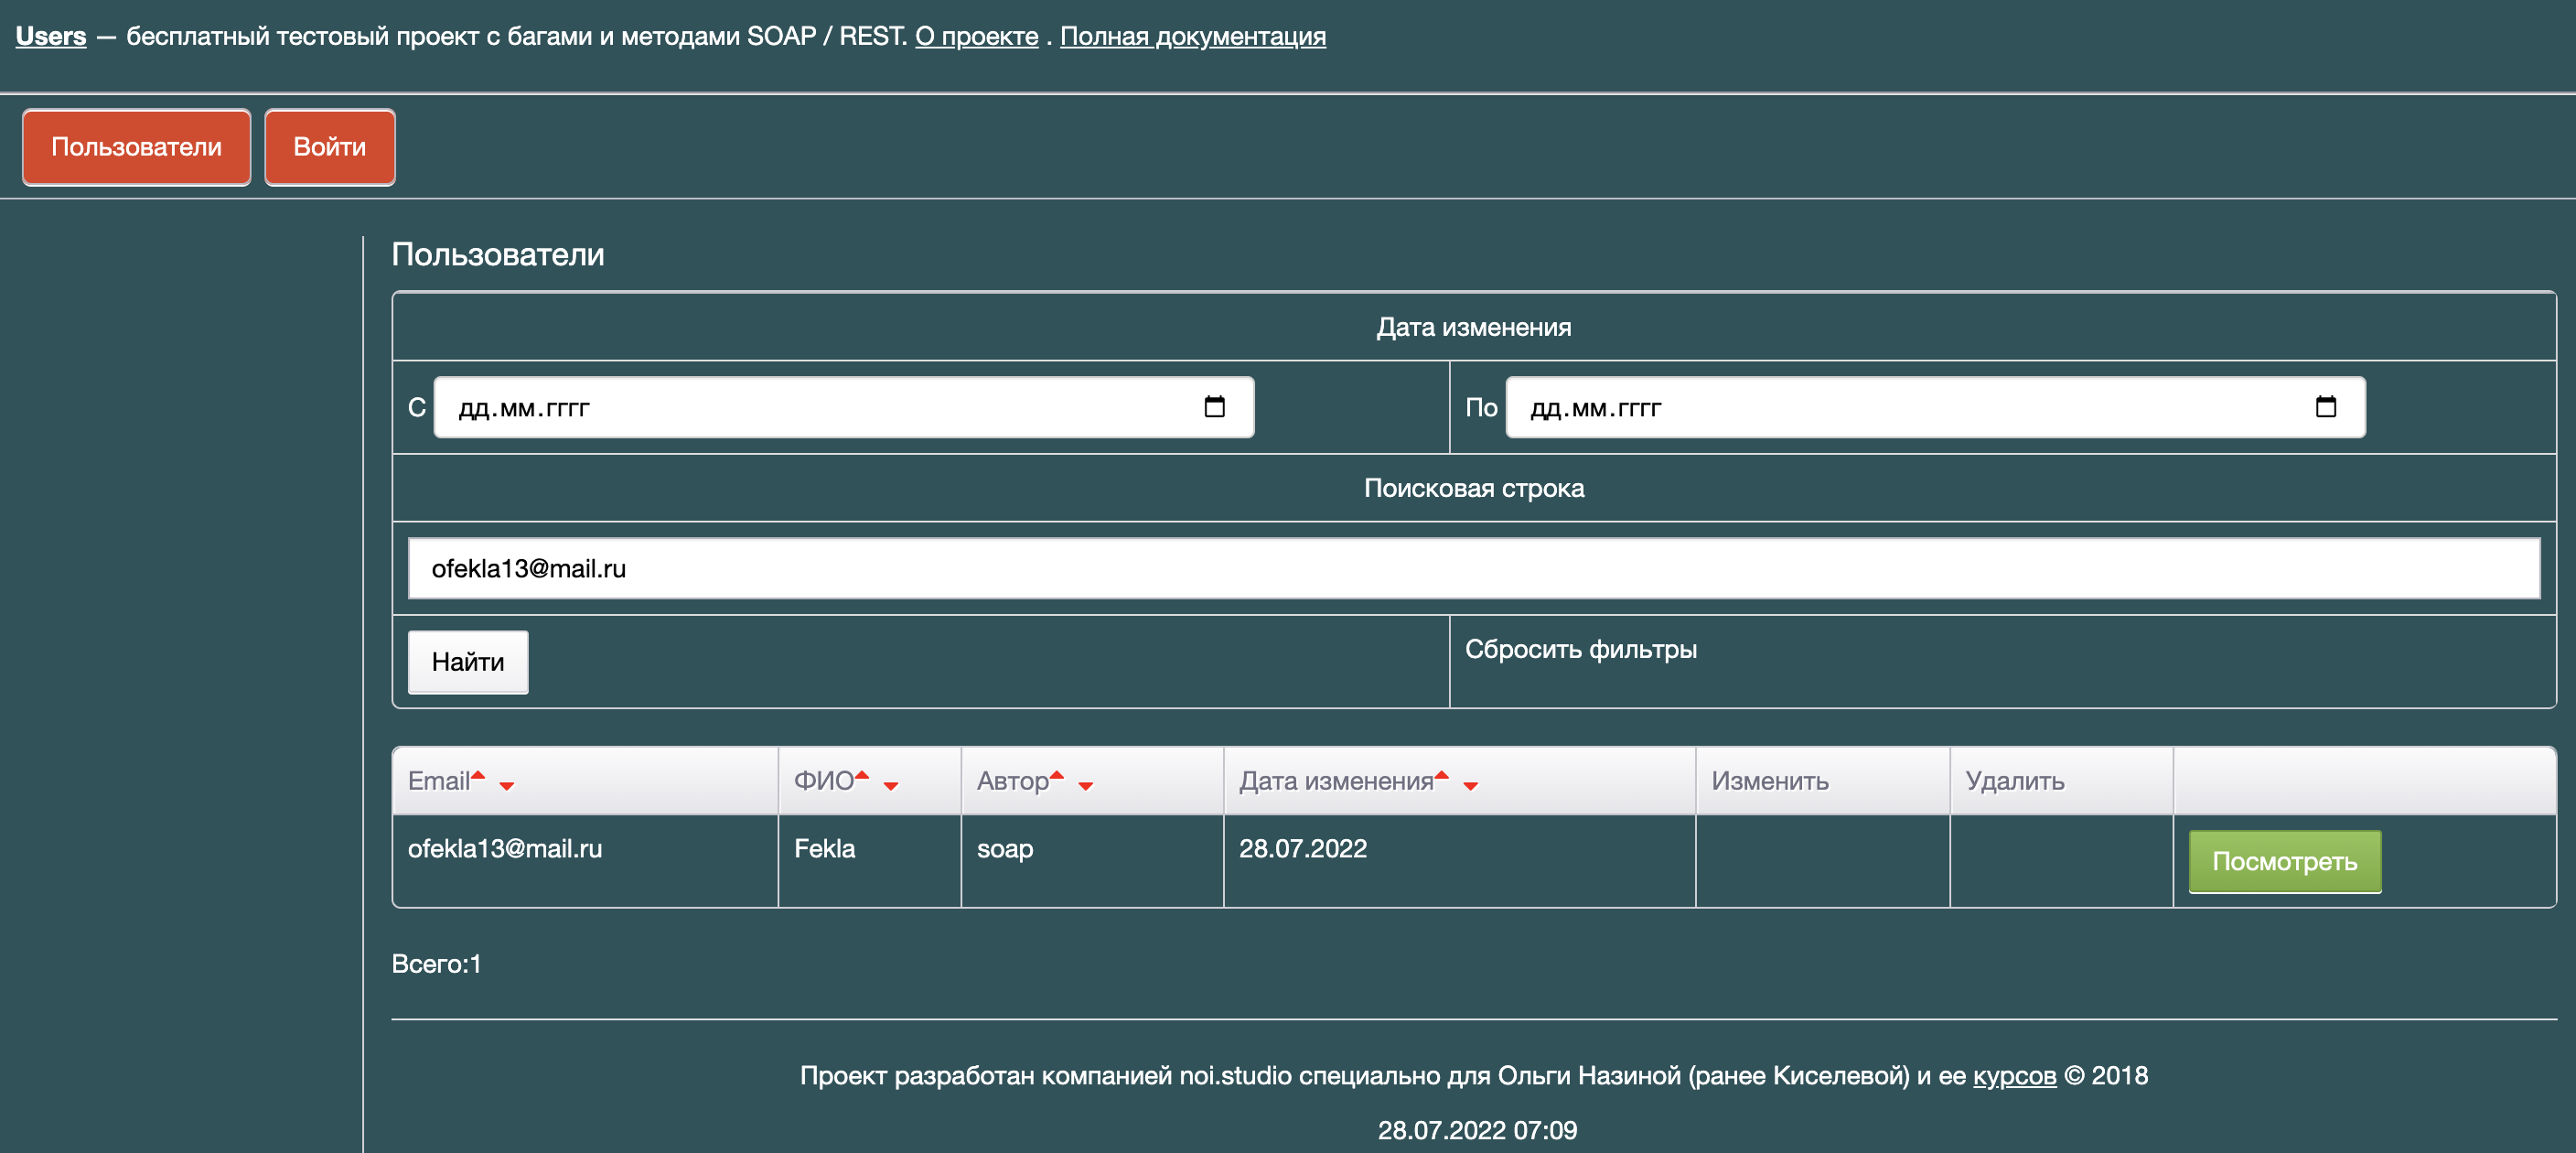 Users — бесплатный тестовый проект с багами и методами SOAP / REST. О проекте . Полная документация
Пользователи Войти
Пользователи
Дата изменения
С дд.мм.гггг По дд.мм.гггг
Поисковая строка
ofekla13@mail.ru
Найти Сбросить фильтры
Email ФИО Автор Дата изменения Изменить Удалить
ofekla13@mail.ru Fekla soap 28.07.2022 Посмотреть
Всего:1
Проект разработан компанией noi.studio специально для Ольги Назиной (ранее Киселевой) и ее курсов © 2018
28.07.2022 07:09